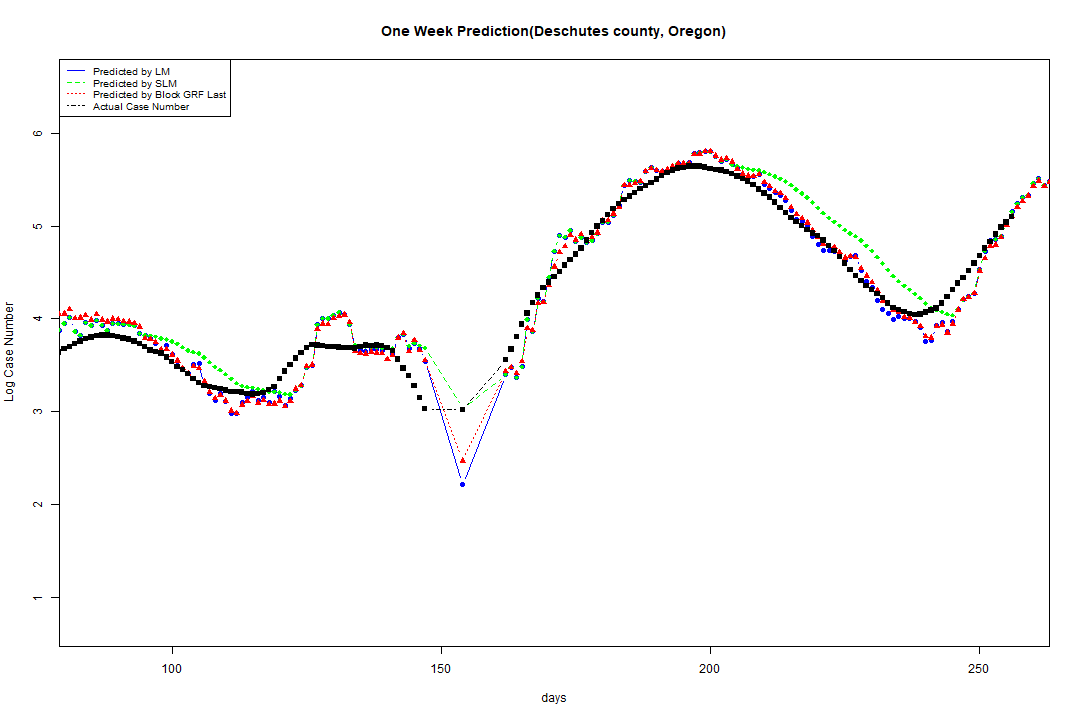 One Week Prediction(Deschutes county, Oregon)
Predicted by LM
Predicted by SLM
Predicted by Block GRF Last
Actual Case Number
6
5
4
3
2
1
Log Case Number
100
150
200
250
days